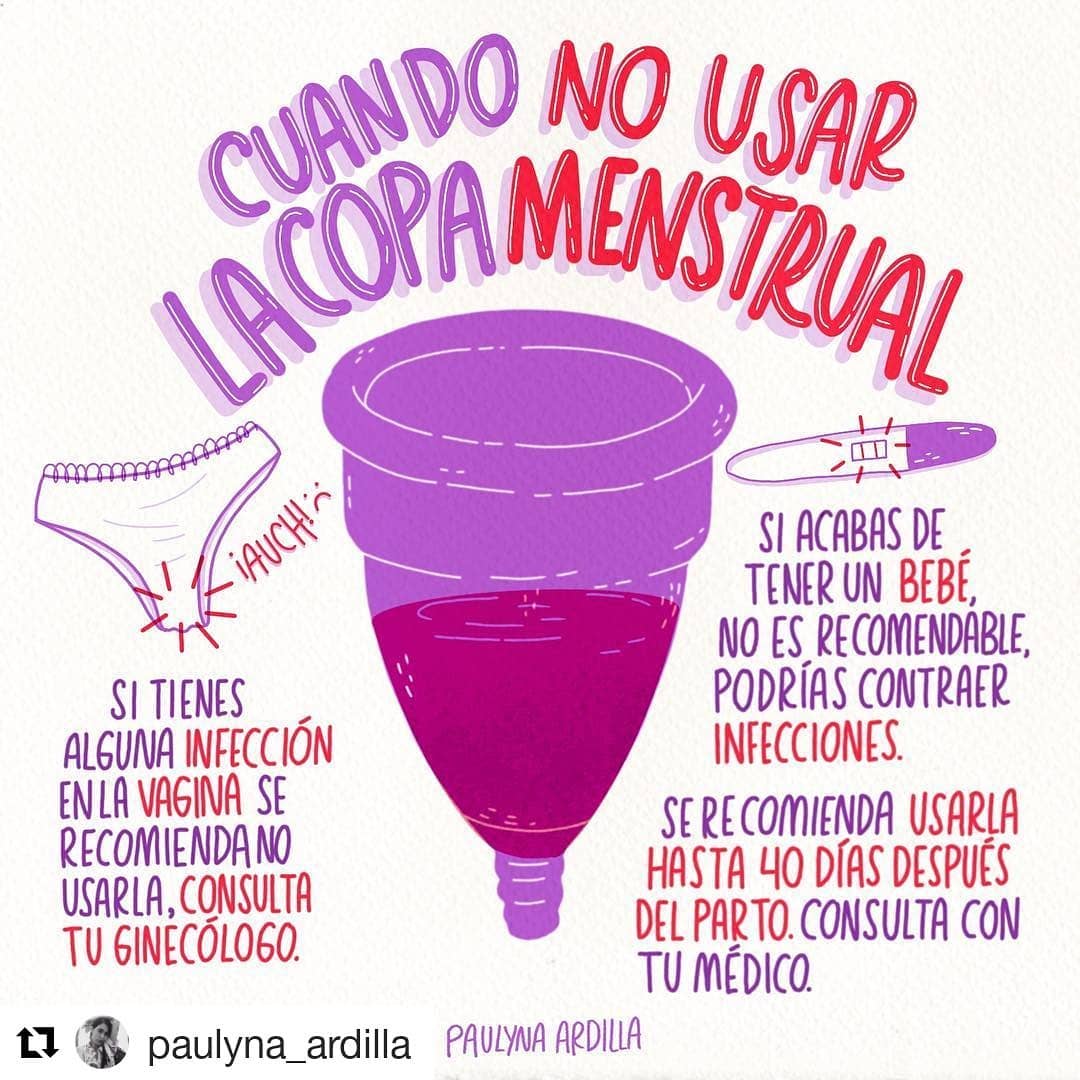 CUANDO NO USAR
LA COPA MENSTRUAL
¡AUCH! :(
SI TIENES
ALGUNA INFECCIÓN
EN LA VAGINA SE
RECOMIENDA NO
USARLA, CONSULTA
TU GINECÓLOGO.
SI ACABAS DE
TENER UN BEBÉ,
NO ES RECOMENDABLE,
PODRÍAS CONTRAER
INFECCIONES.
SE RECOMIENDA USARLA
HASTA 40 DÍAS DESPUÉS
DEL PARTO. CONSULTA CON
TU MÉDICO.
PAULYNA ARDILLA
paulyna_ardilla